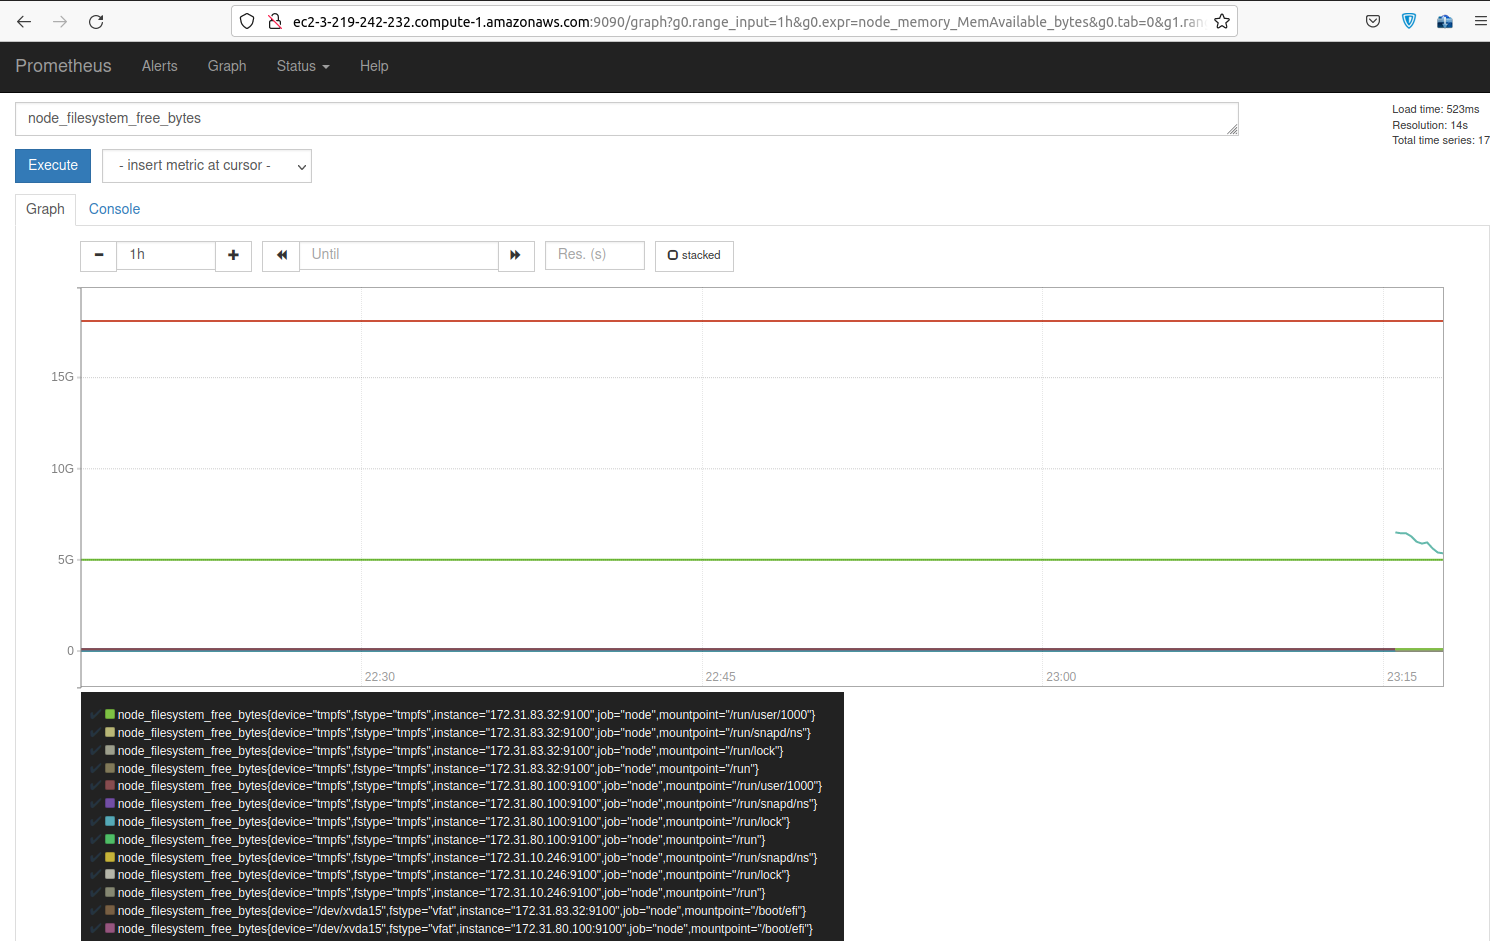 ec2-3-219-242-232.compute-1.amazonaws.com:9090/graph?g0.range_input=1h&g0.expr=node_memory_MemAvailable_bytes&g0.tab=0&g1.ran
Prometheus Alerts Graph Status Help
node_filesystem_free_bytes
Load time: 523ms
Resolution: 14s
Total time series: 17
Execute - insert metric at cursor -
Graph Console
1h Until Res. (s) stacked
15G
10G
5G
0
22:30 22:45 23:00 23:15
node_filesystem_free_bytes{device="tmpfs",fstype="tmpfs",instance="172.31.83.32:9100",job="node",mountpoint="/run/user/1000"}
node_filesystem_free_bytes{device="tmpfs",fstype="tmpfs",instance="172.31.83.32:9100",job="node",mountpoint="/run/snapd/ns"}
node_filesystem_free_bytes{device="tmpfs",fstype="tmpfs",instance="172.31.83.32:9100",job="node",mountpoint="/run/lock"}
node_filesystem_free_bytes{device="tmpfs",fstype="tmpfs",instance="172.31.83.32:9100",job="node",mountpoint="/run"}
node_filesystem_free_bytes{device="tmpfs",fstype="tmpfs",instance="172.31.80.100:9100",job="node",mountpoint="/run/user/1000"}
node_filesystem_free_bytes{device="tmpfs",fstype="tmpfs",instance="172.31.80.100:9100",job="node",mountpoint="/run/snapd/ns"}
node_filesystem_free_bytes{device="tmpfs",fstype="tmpfs",instance="172.31.80.100:9100",job="node",mountpoint="/run/lock"}
node_filesystem_free_bytes{device="tmpfs",fstype="tmpfs",instance="172.31.80.100:9100",job="node",mountpoint="/run"}
node_filesystem_free_bytes{device="tmpfs",fstype="tmpfs",instance="172.31.10.246:9100",job="node",mountpoint="/run/snapd/ns"}
node_filesystem_free_bytes{device="tmpfs",fstype="tmpfs",instance="172.31.10.246:9100",job="node",mountpoint="/run/lock"}
node_filesystem_free_bytes{device="tmpfs",fstype="tmpfs",instance="172.31.10.246:9100",job="node",mountpoint="/run"}
node_filesystem_free_bytes{device="/dev/xvda15",fstype="vfat",instance="172.31.83.32:9100",job="node",mountpoint="/boot/efi"}
node_filesystem_free_bytes{device="/dev/xvda15",fstype="vfat",instance="172.31.80.100:9100",job="node",mountpoint="/boot/efi"}